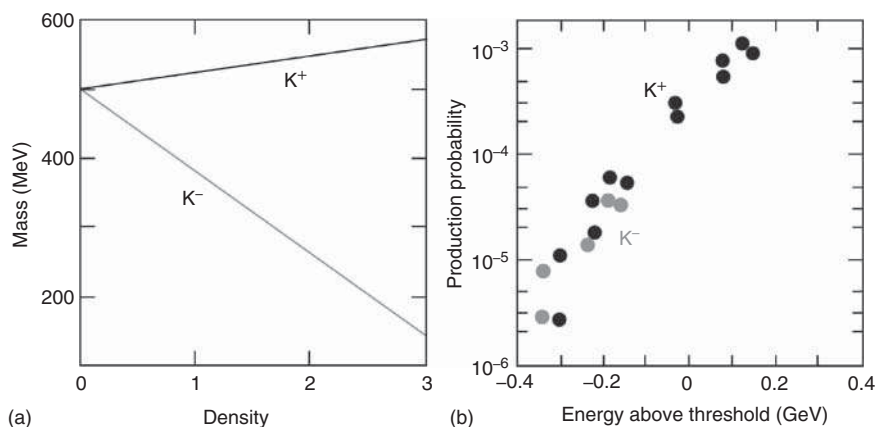 600
400
200
0
1
2
3
Mass (MeV)
Density
K⁺
K⁻
(a)
10⁻³
10⁻⁴
10⁻⁵
10⁻⁶
−0.4
−0.2
0
0.2
0.4
Production probability
Energy above threshold (GeV)
K⁺
K⁻
(b)